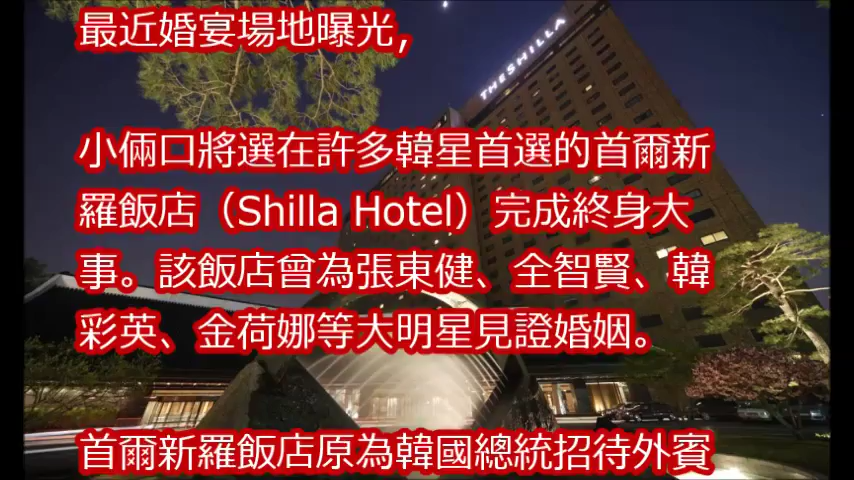 最近婚宴場地曝光，
THE SHILLA
小倆口將選在許多韓星首選的首爾新
羅飯店（Shilla Hotel）完成終身大
事。該飯店曾為張東健、全智賢、韓
彩英、金荷娜等大明星見證婚姻。
首爾新羅飯店原為韓國總統招待外賓